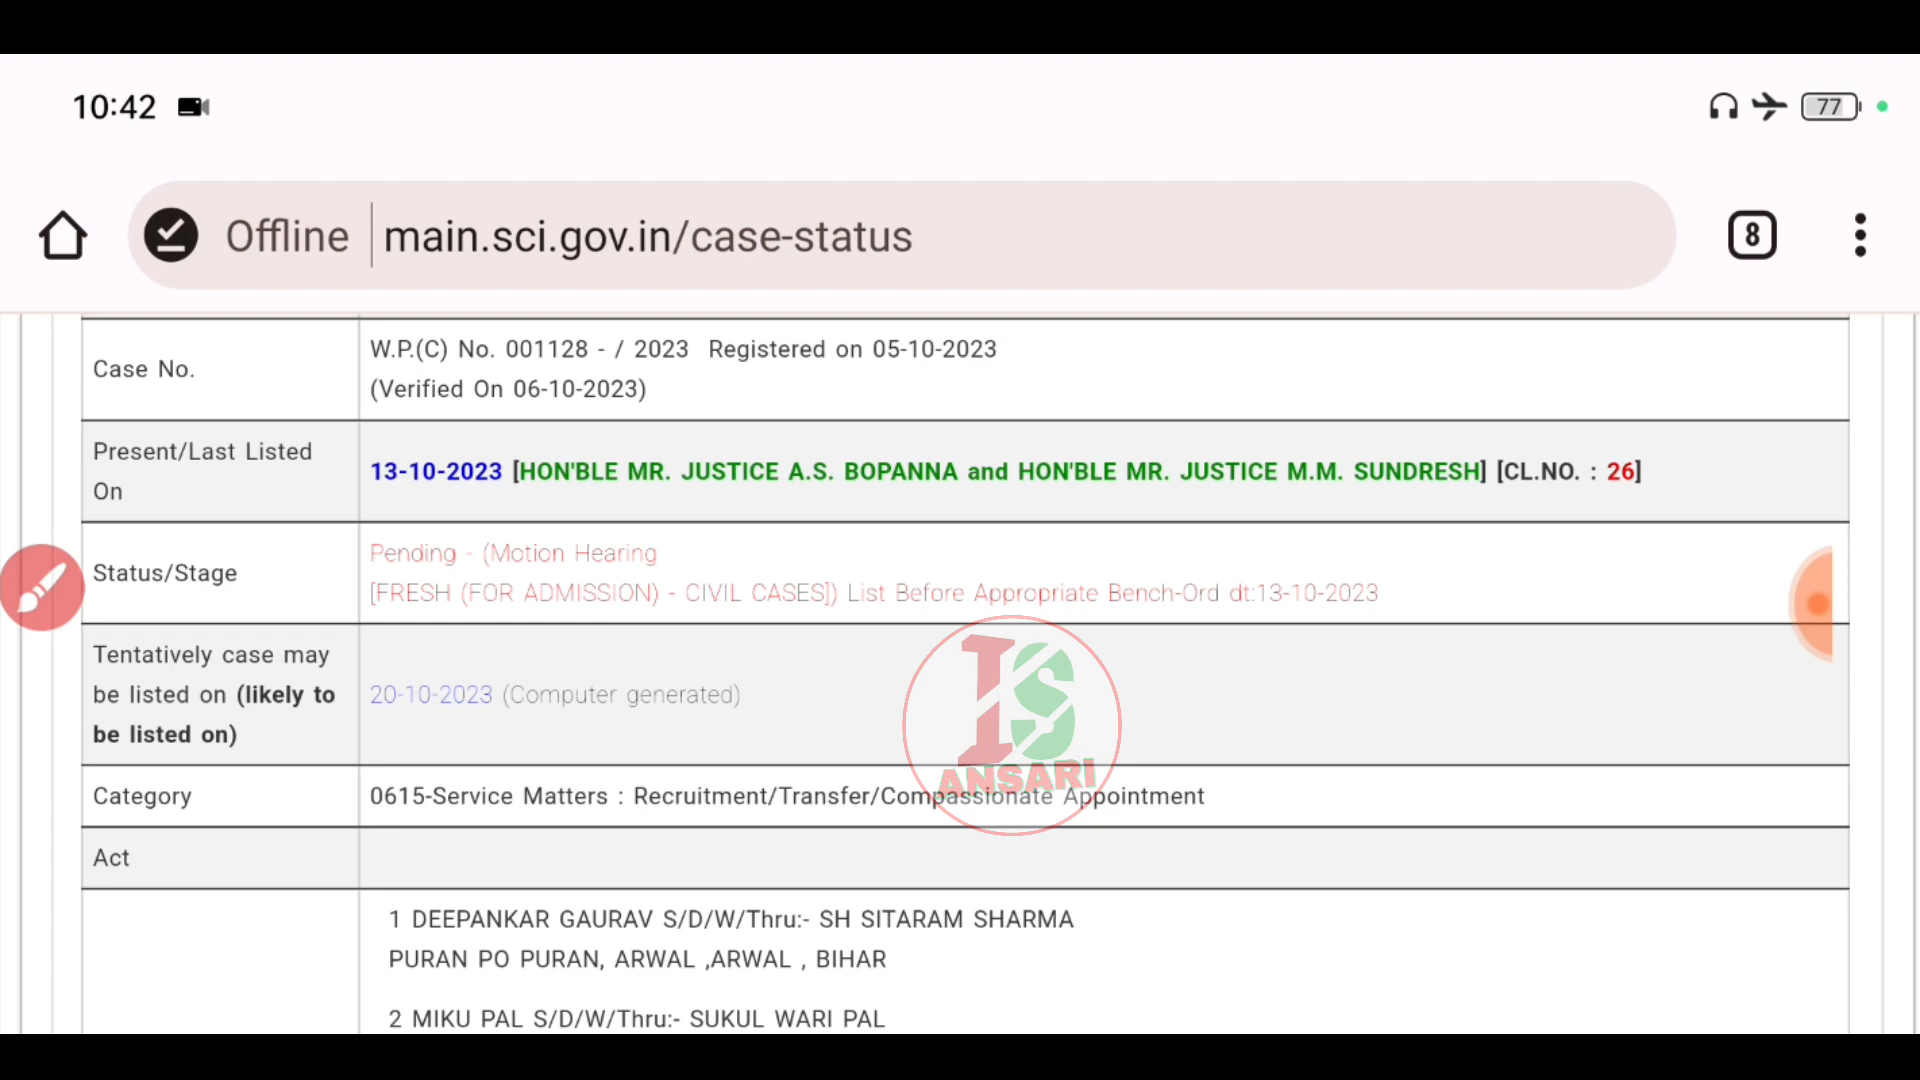 10:42
77
Offline
main.sci.gov.in/case-status
8
Case No.
W.P.(C) No. 001128 - / 2023 Registered on 05-10-2023
(Verified On 06-10-2023)
Present/Last Listed
On
13-10-2023 [HON'BLE MR. JUSTICE A.S. BOPANNA and HON'BLE MR. JUSTICE M.M. SUNDRESH] [CL.NO. : 26]
Status/Stage
Pending - (Motion Hearing
[FRESH (FOR ADMISSION) - CIVIL CASES]) List Before Appropriate Bench-Ord dt:13-10-2023
Tentatively case may
be listed on (likely to
be listed on)
20-10-2023 (Computer generated)
IS
ANSARI
Category
0615-Service Matters : Recruitment/Transfer/Compassionate Appointment
Act
1 DEEPANKAR GAURAV S/D/W/Thru:- SH SITARAM SHARMA
PURAN PO PURAN, ARWAL ,ARWAL , BIHAR
2 MIKU PAL S/D/W/Thru:- SUKUL WARI PAL